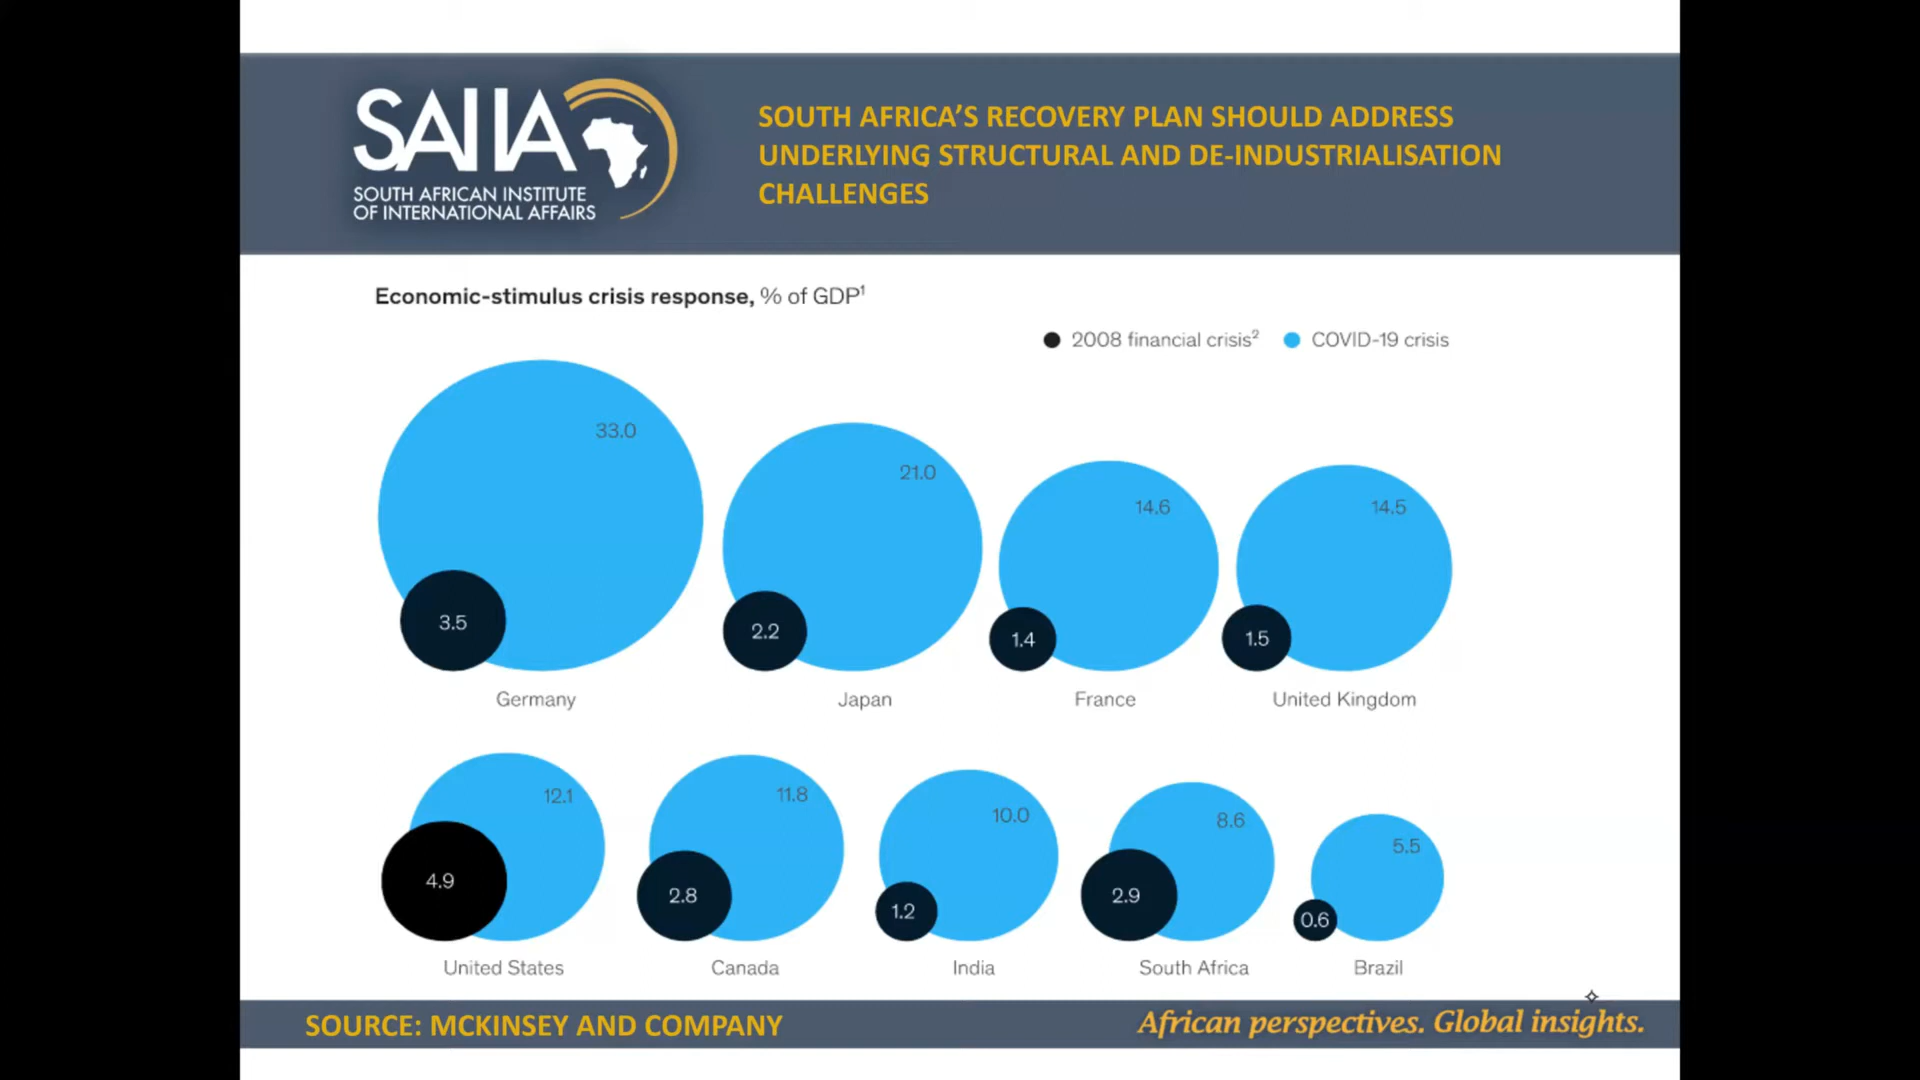 SAIIA
SOUTH AFRICAN INSTITUTE
OF INTERNATIONAL AFFAIRS
SOUTH AFRICA’S RECOVERY PLAN SHOULD ADDRESS
UNDERLYING STRUCTURAL AND DE-INDUSTRIALISATION
CHALLENGES
Economic-stimulus crisis response, % of GDP¹
2008 financial crisis² COVID-19 crisis
33.0
21.0
14.6
14.5
3.5
2.2
1.4
1.5
Germany
Japan
France
United Kingdom
12.1
11.8
10.0
8.6
5.5
4.9
2.8
1.2
2.9
0.6
United States
Canada
India
South Africa
Brazil
SOURCE: MCKINSEY AND COMPANY
African perspectives. Global insights.